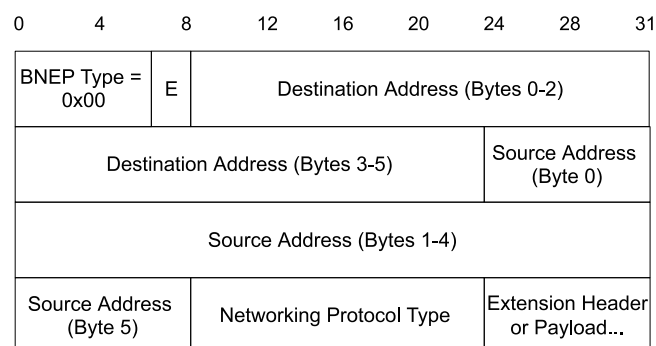 0 4 8 12 16 20 24 28 31
BNEP Type =
0x00
E
Destination Address (Bytes 0-2)
Destination Address (Bytes 3-5)
Source Address
(Byte 0)
Source Address (Bytes 1-4)
Source Address
(Byte 5)
Networking Protocol Type
Extension Header
or Payload...